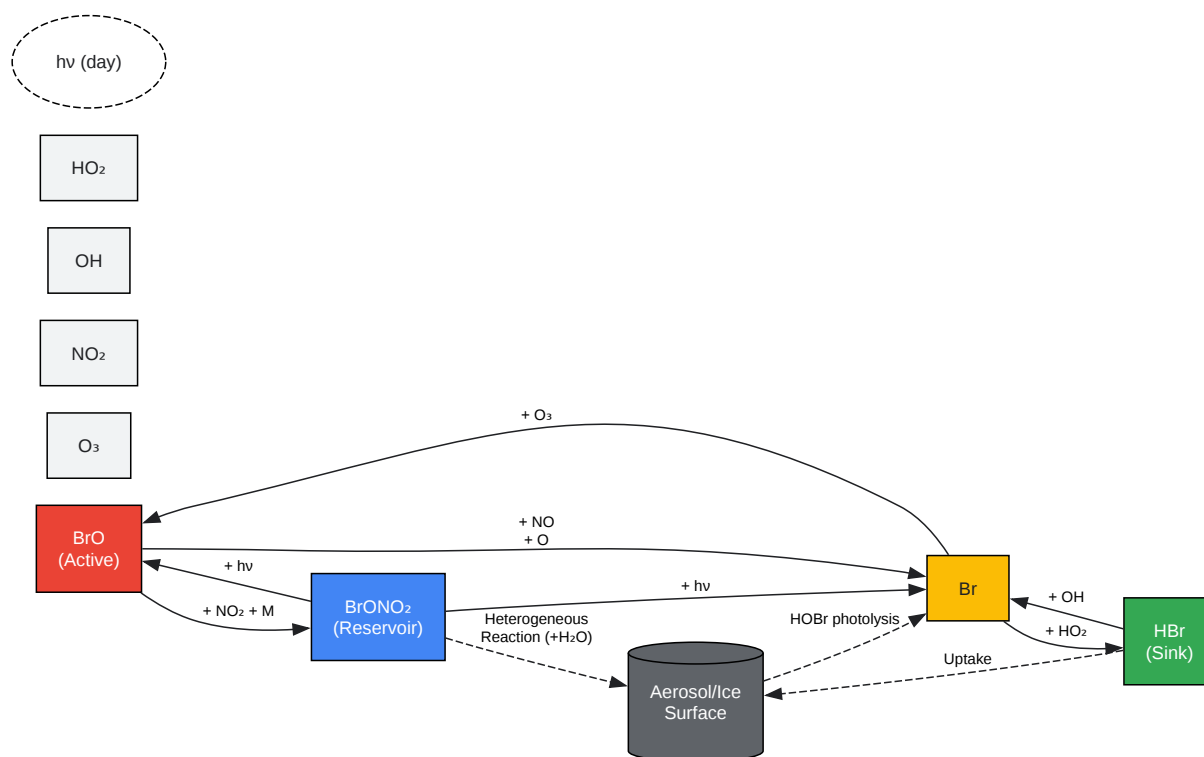 hν (day)
HO₂
OH
NO₂
O₃
+ O₃
BrO
(Active)
+ NO
+ O
+ hν
+ NO₂ + M
BrONO₂
(Reservoir)
+ hν
Heterogeneous
Reaction (+H₂O)
HOBr photolysis
Br
+ OH
+ HO₂
HBr
(Sink)
Uptake
Aerosol/Ice
Surface